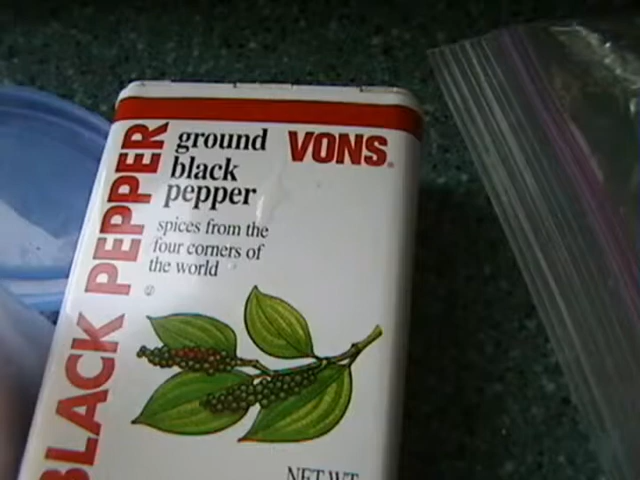 BLACK PEPPER
ground
black
pepper
VONS®
spices from the
four corners of
the world
NET WT